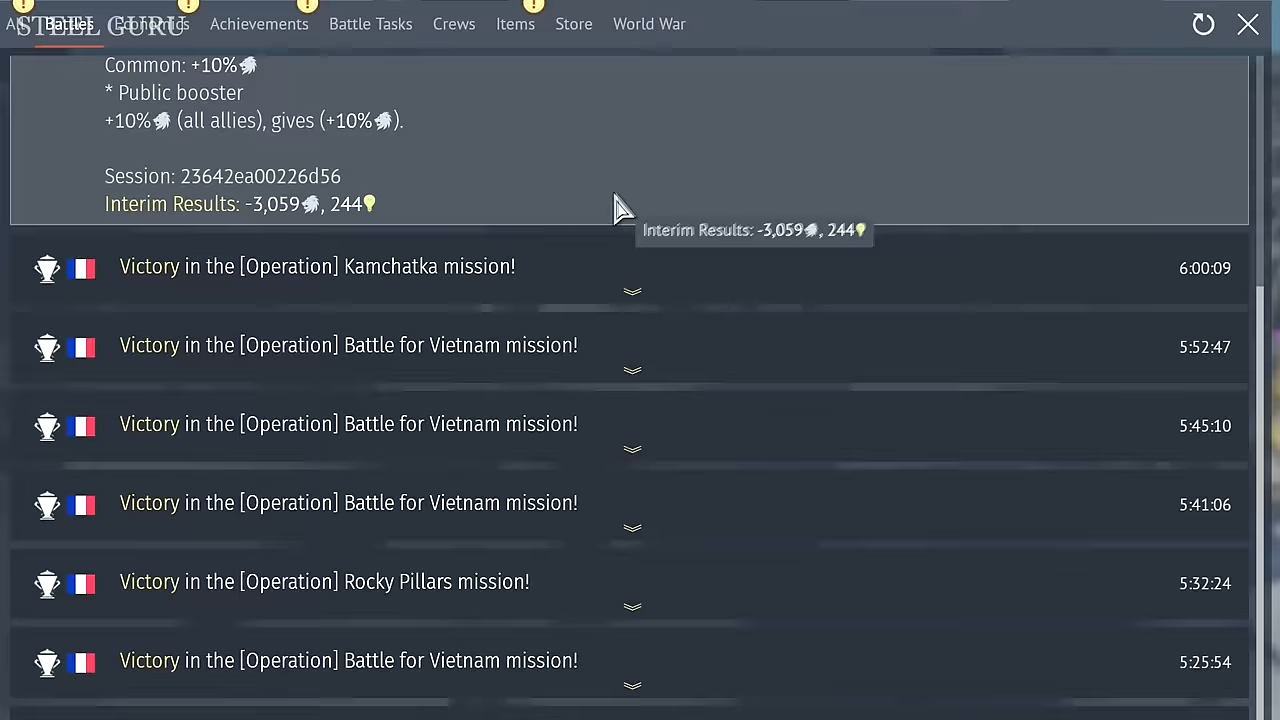 All Battles Economics Achievements Battle Tasks Crews Items Store World War
STEEL GURU
Common: +10%
* Public booster
+10% (all allies), gives (+10%).
Session: 23642ea00226d56
Interim Results: -3,059, 244
Interim Results: -3,059, 244
Victory in the [Operation] Kamchatka mission! 6:00:09
Victory in the [Operation] Battle for Vietnam mission! 5:52:47
Victory in the [Operation] Battle for Vietnam mission! 5:45:10
Victory in the [Operation] Battle for Vietnam mission! 5:41:06
Victory in the [Operation] Rocky Pillars mission! 5:32:24
Victory in the [Operation] Battle for Vietnam mission! 5:25:54